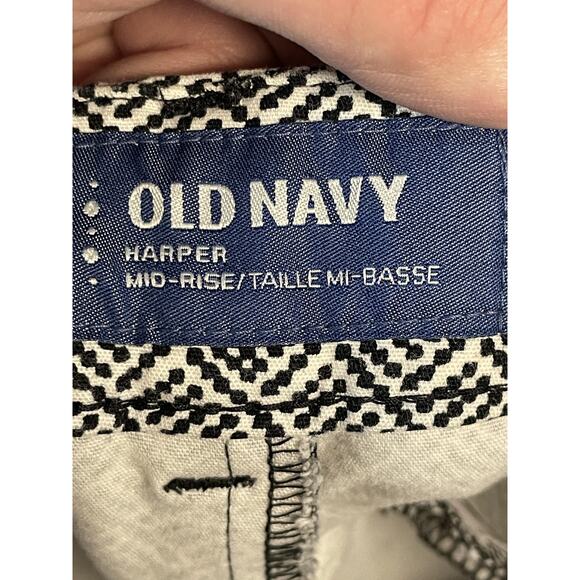 OLD NAVY
HARPER
MID-RISE/TAILLE MI-BASSE